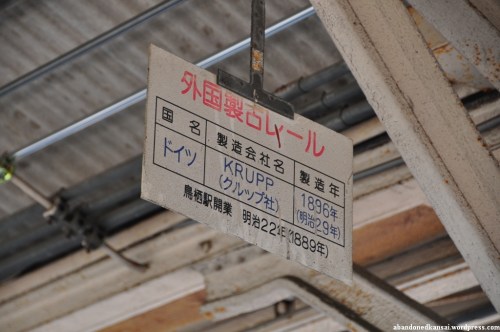 外国製古レール
国名 製造会社名 製造年
ドイツ KRUPP (クルップ社) 1896年 (明治29年)
鳥栖駅開業 明治22年(1889年)
abandonedkansai.wordpress.com